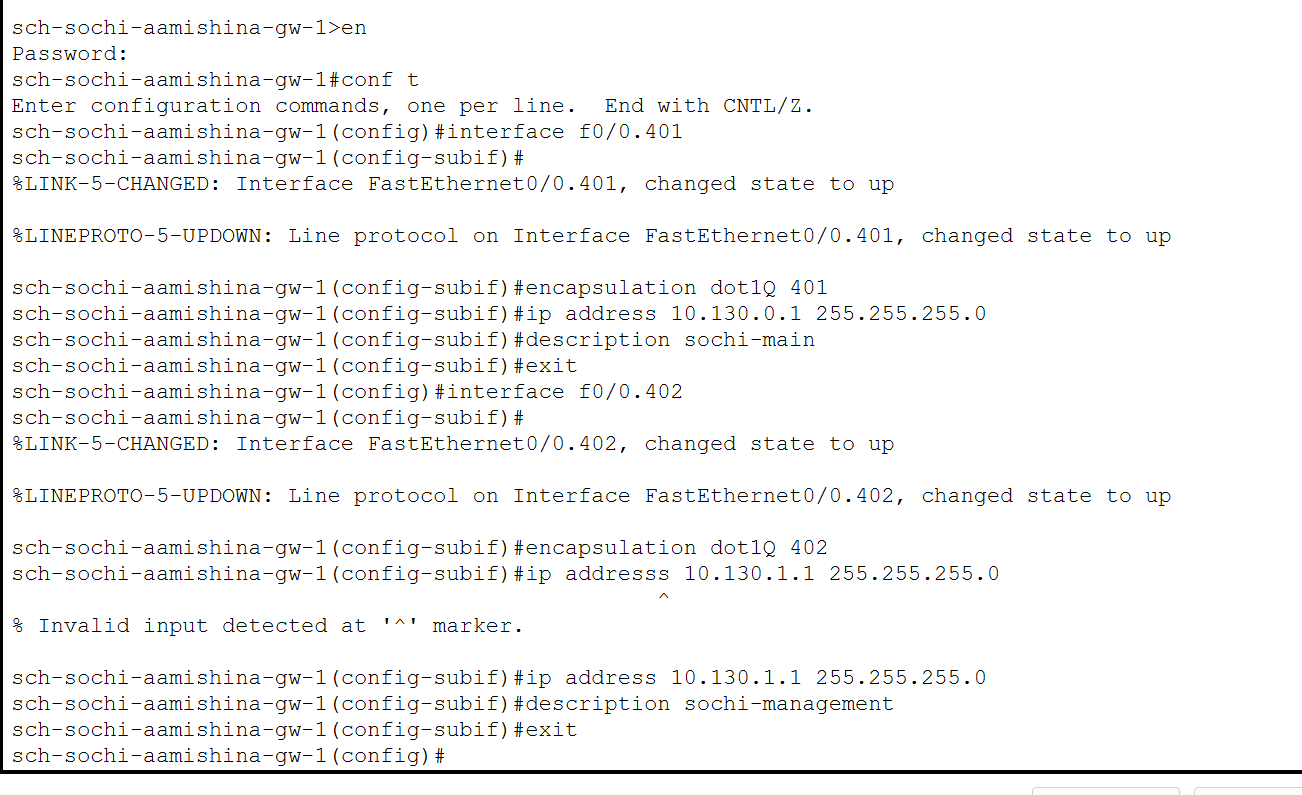 sch-sochi-aamishina-gw-1>en
Password:
sch-sochi-aamishina-gw-1#conf t
Enter configuration commands, one per line.  End with CNTL/Z.
sch-sochi-aamishina-gw-1(config)#interface f0/0.401
sch-sochi-aamishina-gw-1(config-subif)#
%LINK-5-CHANGED: Interface FastEthernet0/0.401, changed state to up
%LINEPROTO-5-UPDOWN: Line protocol on Interface FastEthernet0/0.401, changed state to up
sch-sochi-aamishina-gw-1(config-subif)#encapsulation dot1Q 401
sch-sochi-aamishina-gw-1(config-subif)#ip address 10.130.0.1 255.255.255.0
sch-sochi-aamishina-gw-1(config-subif)#description sochi-main
sch-sochi-aamishina-gw-1(config-subif)#exit
sch-sochi-aamishina-gw-1(config)#interface f0/0.402
sch-sochi-aamishina-gw-1(config-subif)#
%LINK-5-CHANGED: Interface FastEthernet0/0.402, changed state to up
%LINEPROTO-5-UPDOWN: Line protocol on Interface FastEthernet0/0.402, changed state to up
sch-sochi-aamishina-gw-1(config-subif)#encapsulation dot1Q 402
sch-sochi-aamishina-gw-1(config-subif)#ip addresss 10.130.1.1 255.255.255.0
^
% Invalid input detected at '^' marker.
sch-sochi-aamishina-gw-1(config-subif)#ip address 10.130.1.1 255.255.255.0
sch-sochi-aamishina-gw-1(config-subif)#description sochi-management
sch-sochi-aamishina-gw-1(config-subif)#exit
sch-sochi-aamishina-gw-1(config)#